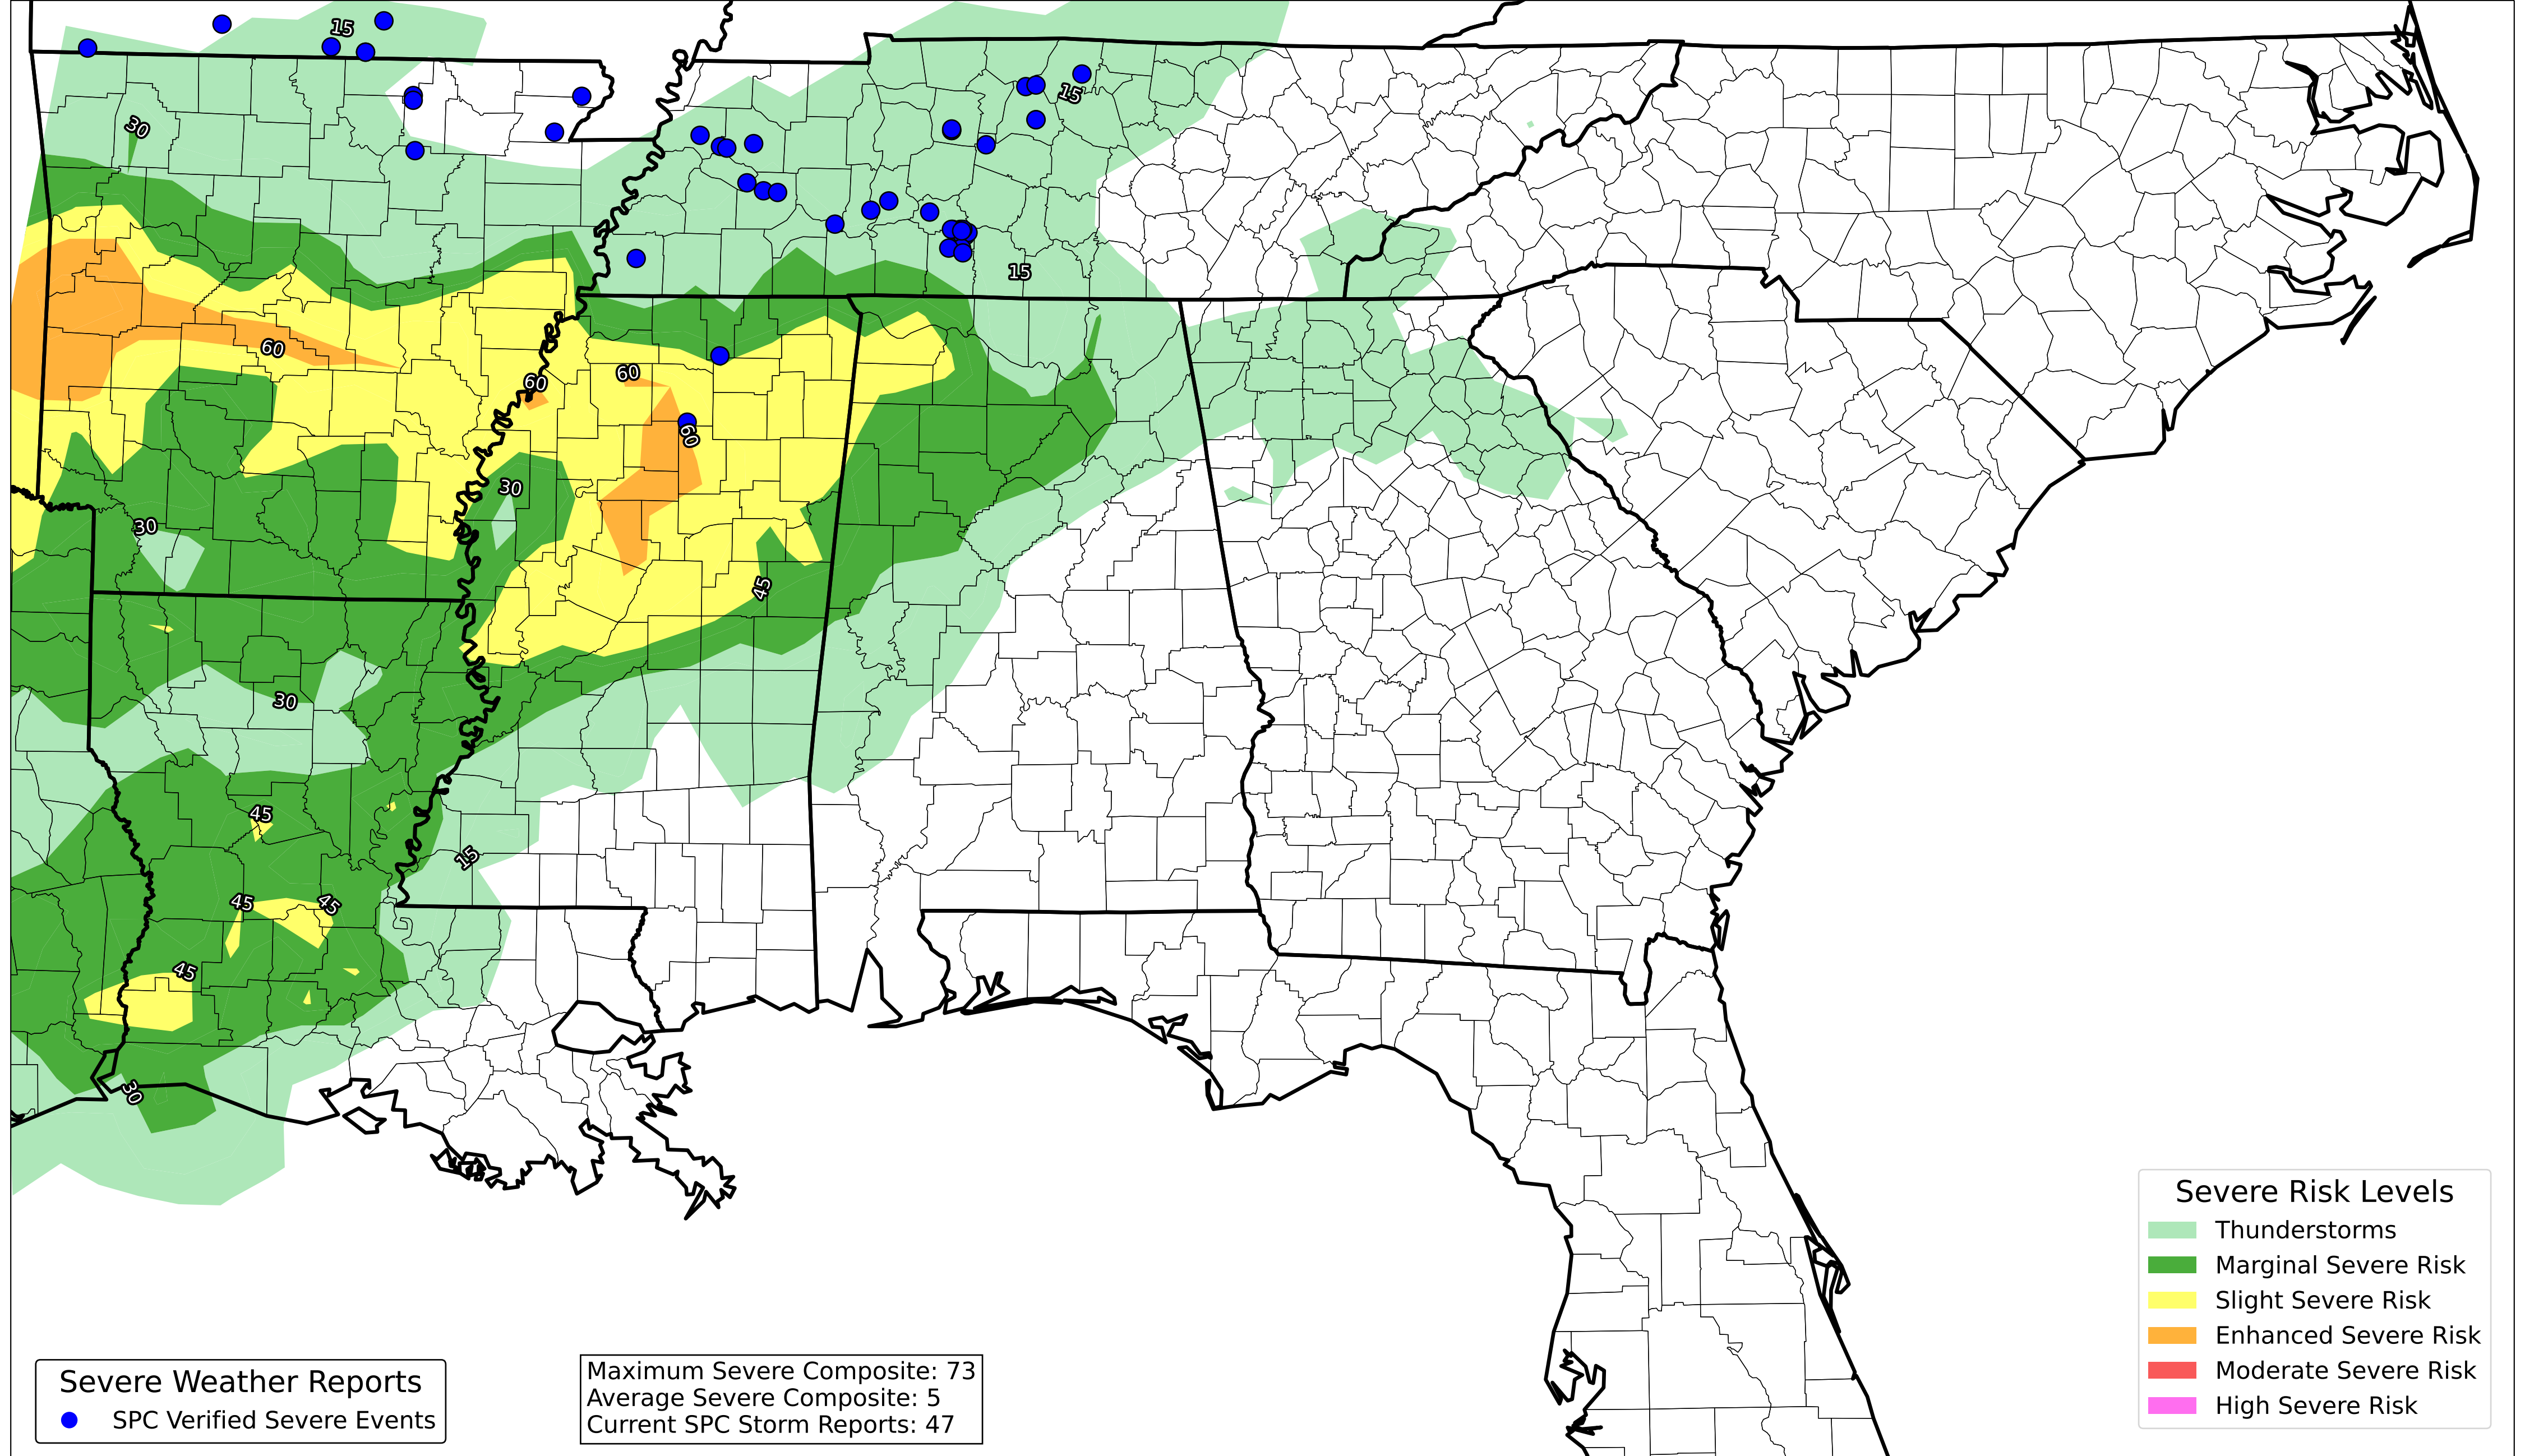 15
15
30
15
60
60
60
60
30
30
45
30
45
15
45
45
45
30
Severe Risk Levels
Thunderstorms
Marginal Severe Risk
Slight Severe Risk
Enhanced Severe Risk
Moderate Severe Risk
High Severe Risk
Severe Weather Reports
SPC Verified Severe Events
Maximum Severe Composite: 73
Average Severe Composite: 5
Current SPC Storm Reports: 47